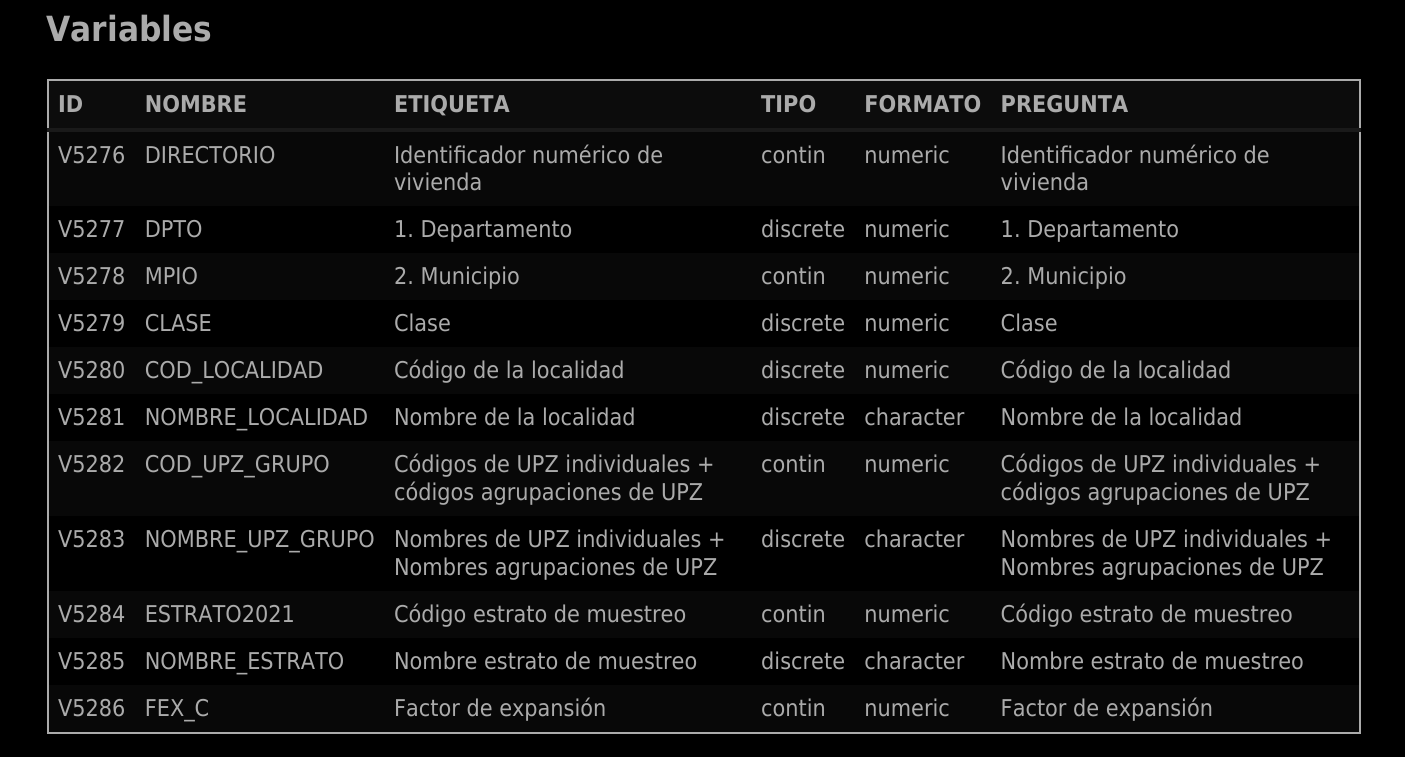 Variables
ID NOMBRE ETIQUETA TIPO FORMATO PREGUNTA
V5276 DIRECTORIO Identificador numérico de contin numeric Identificador numérico de
vivienda vivienda
V5277 DPTO 1. Departamento discrete numeric 1. Departamento
V5278 MPIO 2. Municipio contin numeric 2. Municipio
V5279 CLASE Clase discrete numeric Clase
V5280 COD_LOCALIDAD Código de la localidad discrete numeric Código de la localidad
V5281 NOMBRE_LOCALIDAD Nombre de la localidad discrete character Nombre de la localidad
V5282 COD_UPZ_GRUPO Códigos de UPZ individuales + contin numeric Códigos de UPZ individuales +
códigos agrupaciones de UPZ códigos agrupaciones de UPZ
V5283 NOMBRE_UPZ_GRUPO Nombres de UPZ individuales + discrete character Nombres de UPZ individuales +
Nombres agrupaciones de UPZ Nombres agrupaciones de UPZ
V5284 ESTRATO2021 Código estrato de muestreo contin numeric Código estrato de muestreo
V5285 NOMBRE_ESTRATO Nombre estrato de muestreo discrete character Nombre estrato de muestreo
V5286 FEX_C Factor de expansión contin numeric Factor de expansión